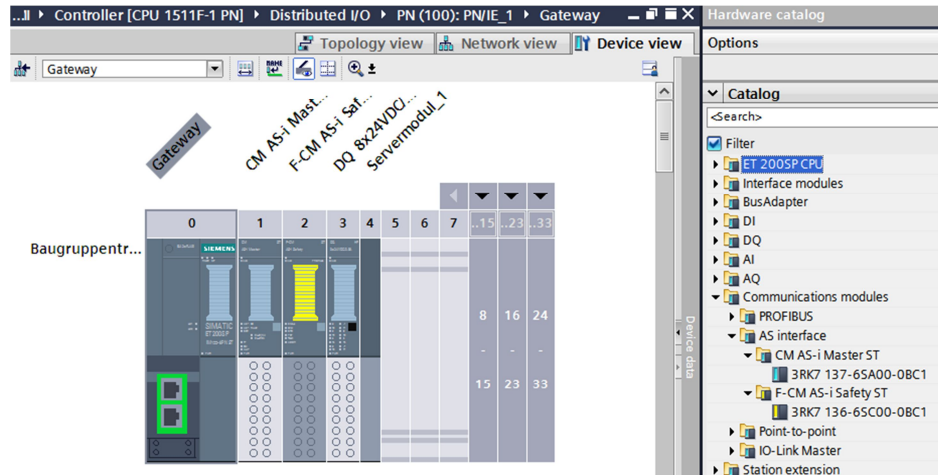 ...ll ▸ Controller [CPU 1511F-1 PN] ▸ Distributed I/O ▸ PN (100): PN/IE_1 ▸ Gateway
Hardware catalog
Topology view
Network view
Device view
Options
Gateway
Catalog
<Search>
Filter
Gateway
CM AS-i Mast...
F-CM AS-i Saf...
DQ 8x24VDC/...
Servermodul_1
0 1 2 3 4 5 6 7 ..15 ..23 ..33
Baugruppentr...
SIEMENS
SIMATIC
ET 200SP
8 16 24
- - -
15 23 33
Device data
ET 200SP CPU
Interface modules
BusAdapter
DI
DQ
AI
AQ
Communications modules
PROFIBUS
AS interface
CM AS-i Master ST
3RK7 137-6SA00-0BC1
F-CM AS-i Safety ST
3RK7 136-6SC00-0BC1
Point-to-point
IO-Link Master
Station extension